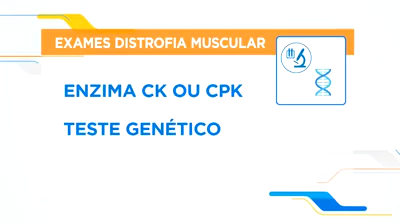 EXAMES DISTROFIA MUSCULAR
ENZIMA CK OU CPK
TESTE GENÉTICO